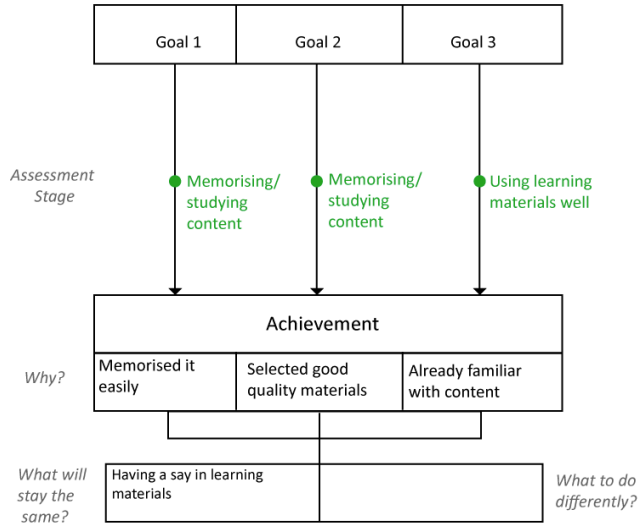 Goal 1
Goal 2
Goal 3
Assessment
Stage
Memorising/
studying
content
Memorising/
studying
content
Using learning
materials well
Achievement
Why?
Memorised it
easily
Selected good
quality materials
Already familiar
with content
What will
stay the
same?
Having a say in learning
materials
What to do
differently?